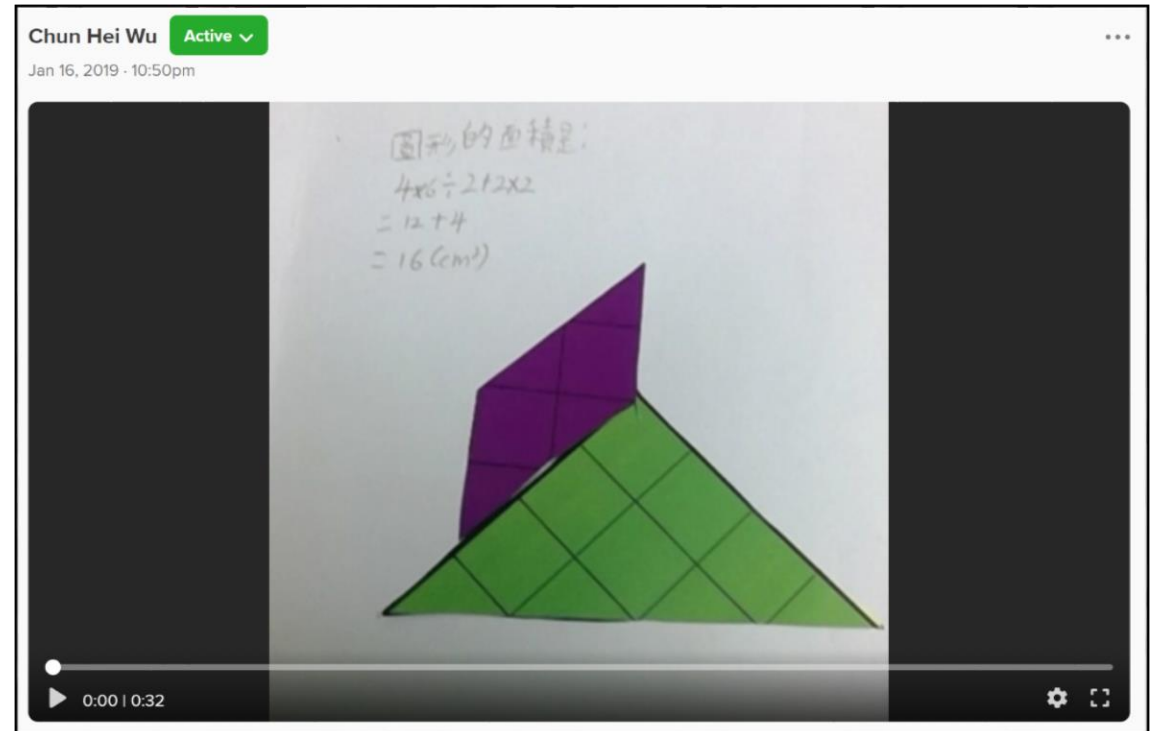 Chun Hei Wu Active
Jan 16, 2019 · 10:50pm
圖形的面積是:
4x6÷2+2x2
= 12 + 4
= 16 (cm²)
0:00 | 0:32